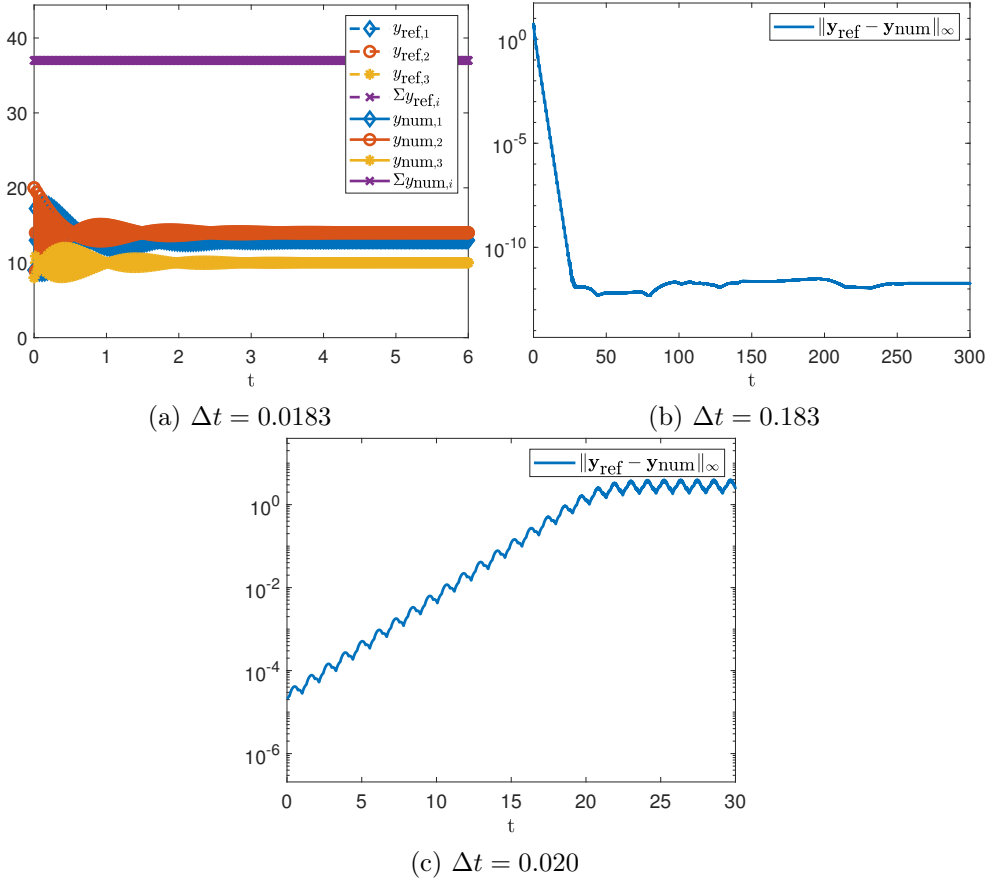 40
30
20
10
0
0
1
2
3
4
5
6
t
y_ref,1
y_ref,3
y_ref,3
Σy_ref,i
y_num,1
y_num,2
y_num,3
Σy_num,i
(a) Δt = 0.0183
10^0
10^-5
10^-10
0
50
100
150
200
250
300
t
‖y_ref − y_num‖_∞
(b) Δt = 0.183
10^0
10^-2
10^-4
10^-6
0
5
10
15
20
25
30
t
‖y_ref − y_num‖_∞
(c) Δt = 0.020